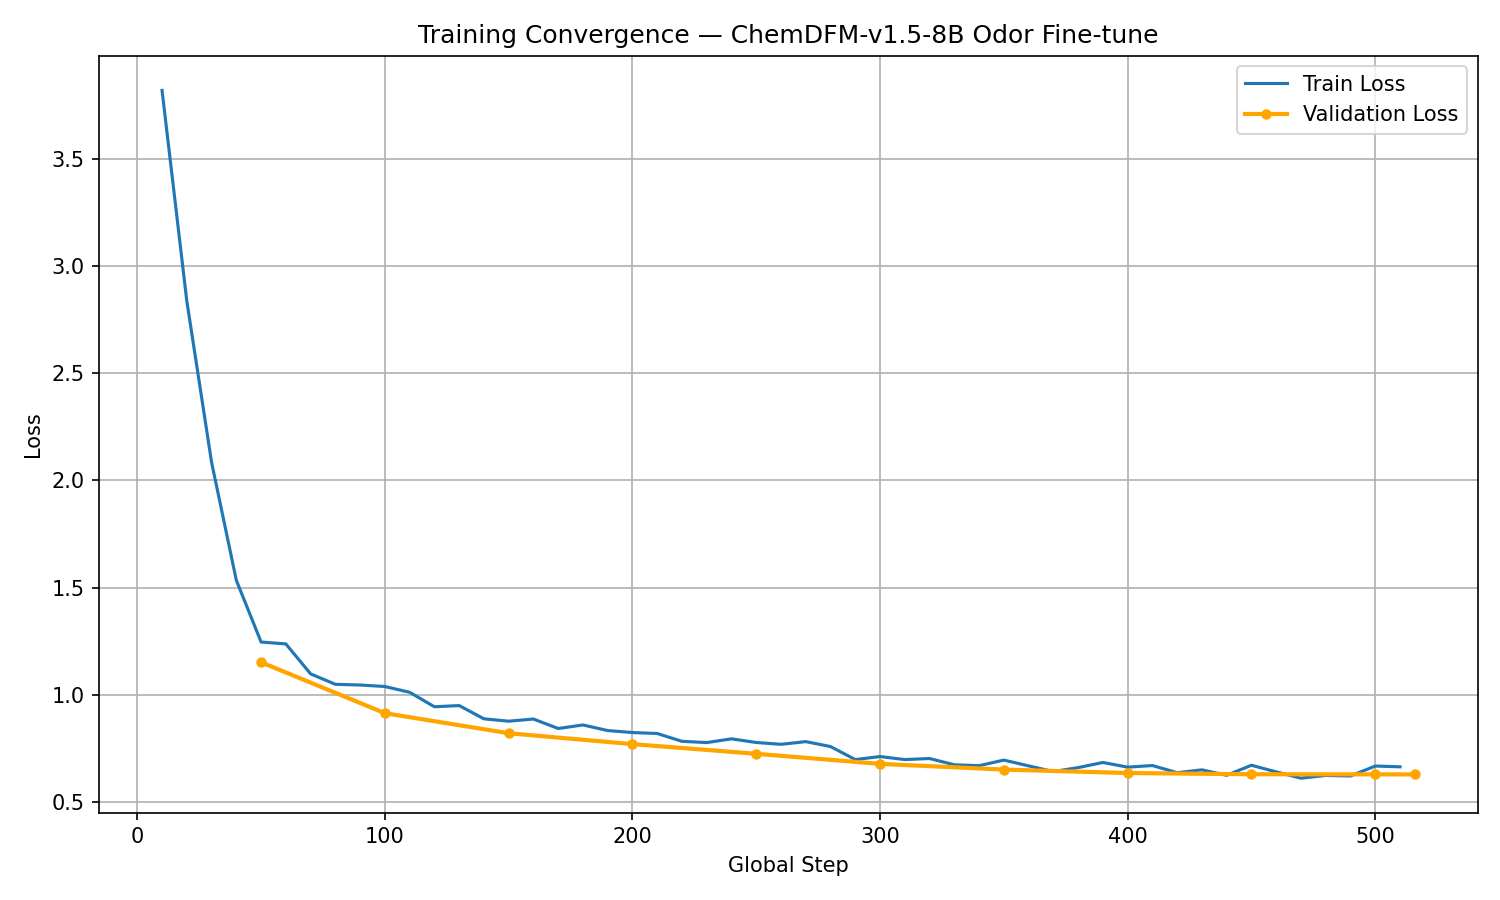 Training Convergence — ChemDFM-v1.5-8B Odor Fine-tune
Train Loss
Validation Loss
3.5
3.0
2.5
2.0
1.5
1.0
0.5
Loss
0 100 200 300 400 500
Global Step